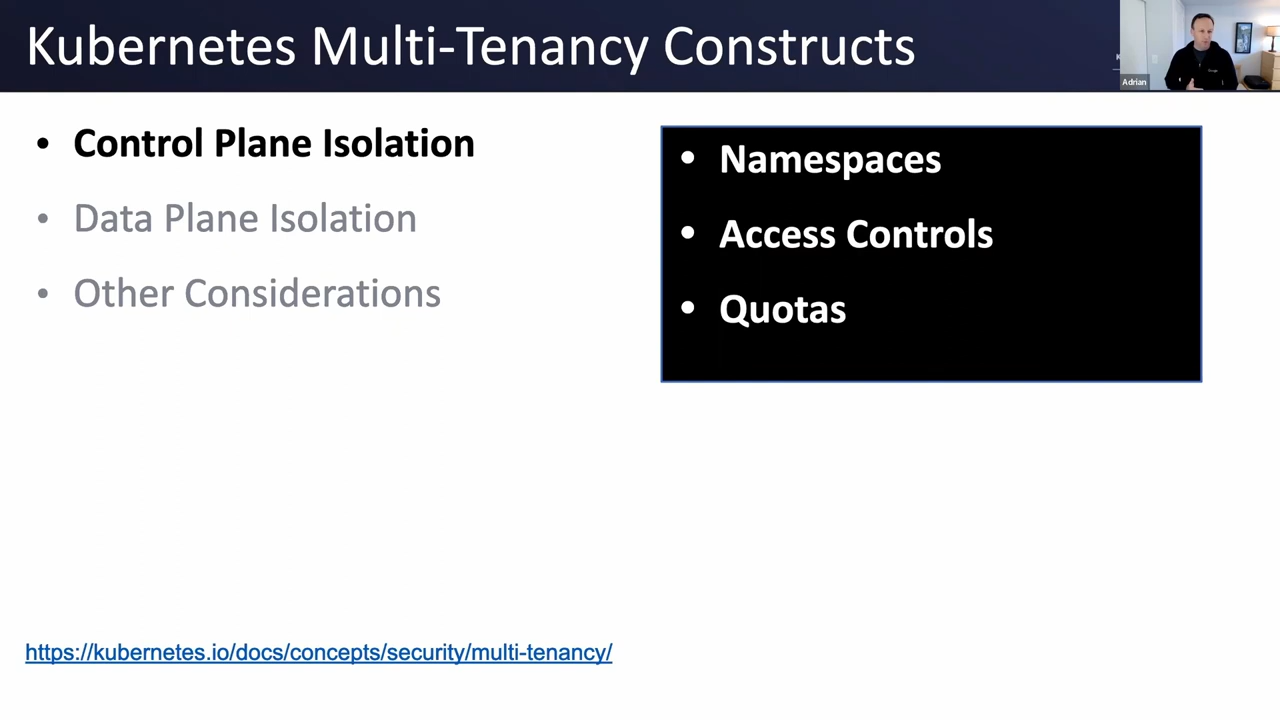 Kubernetes Multi-Tenancy Constructs
Adrian
• Control Plane Isolation
• Data Plane Isolation
• Other Considerations
• Namespaces
• Access Controls
• Quotas
https://kubernetes.io/docs/concepts/security/multi-tenancy/